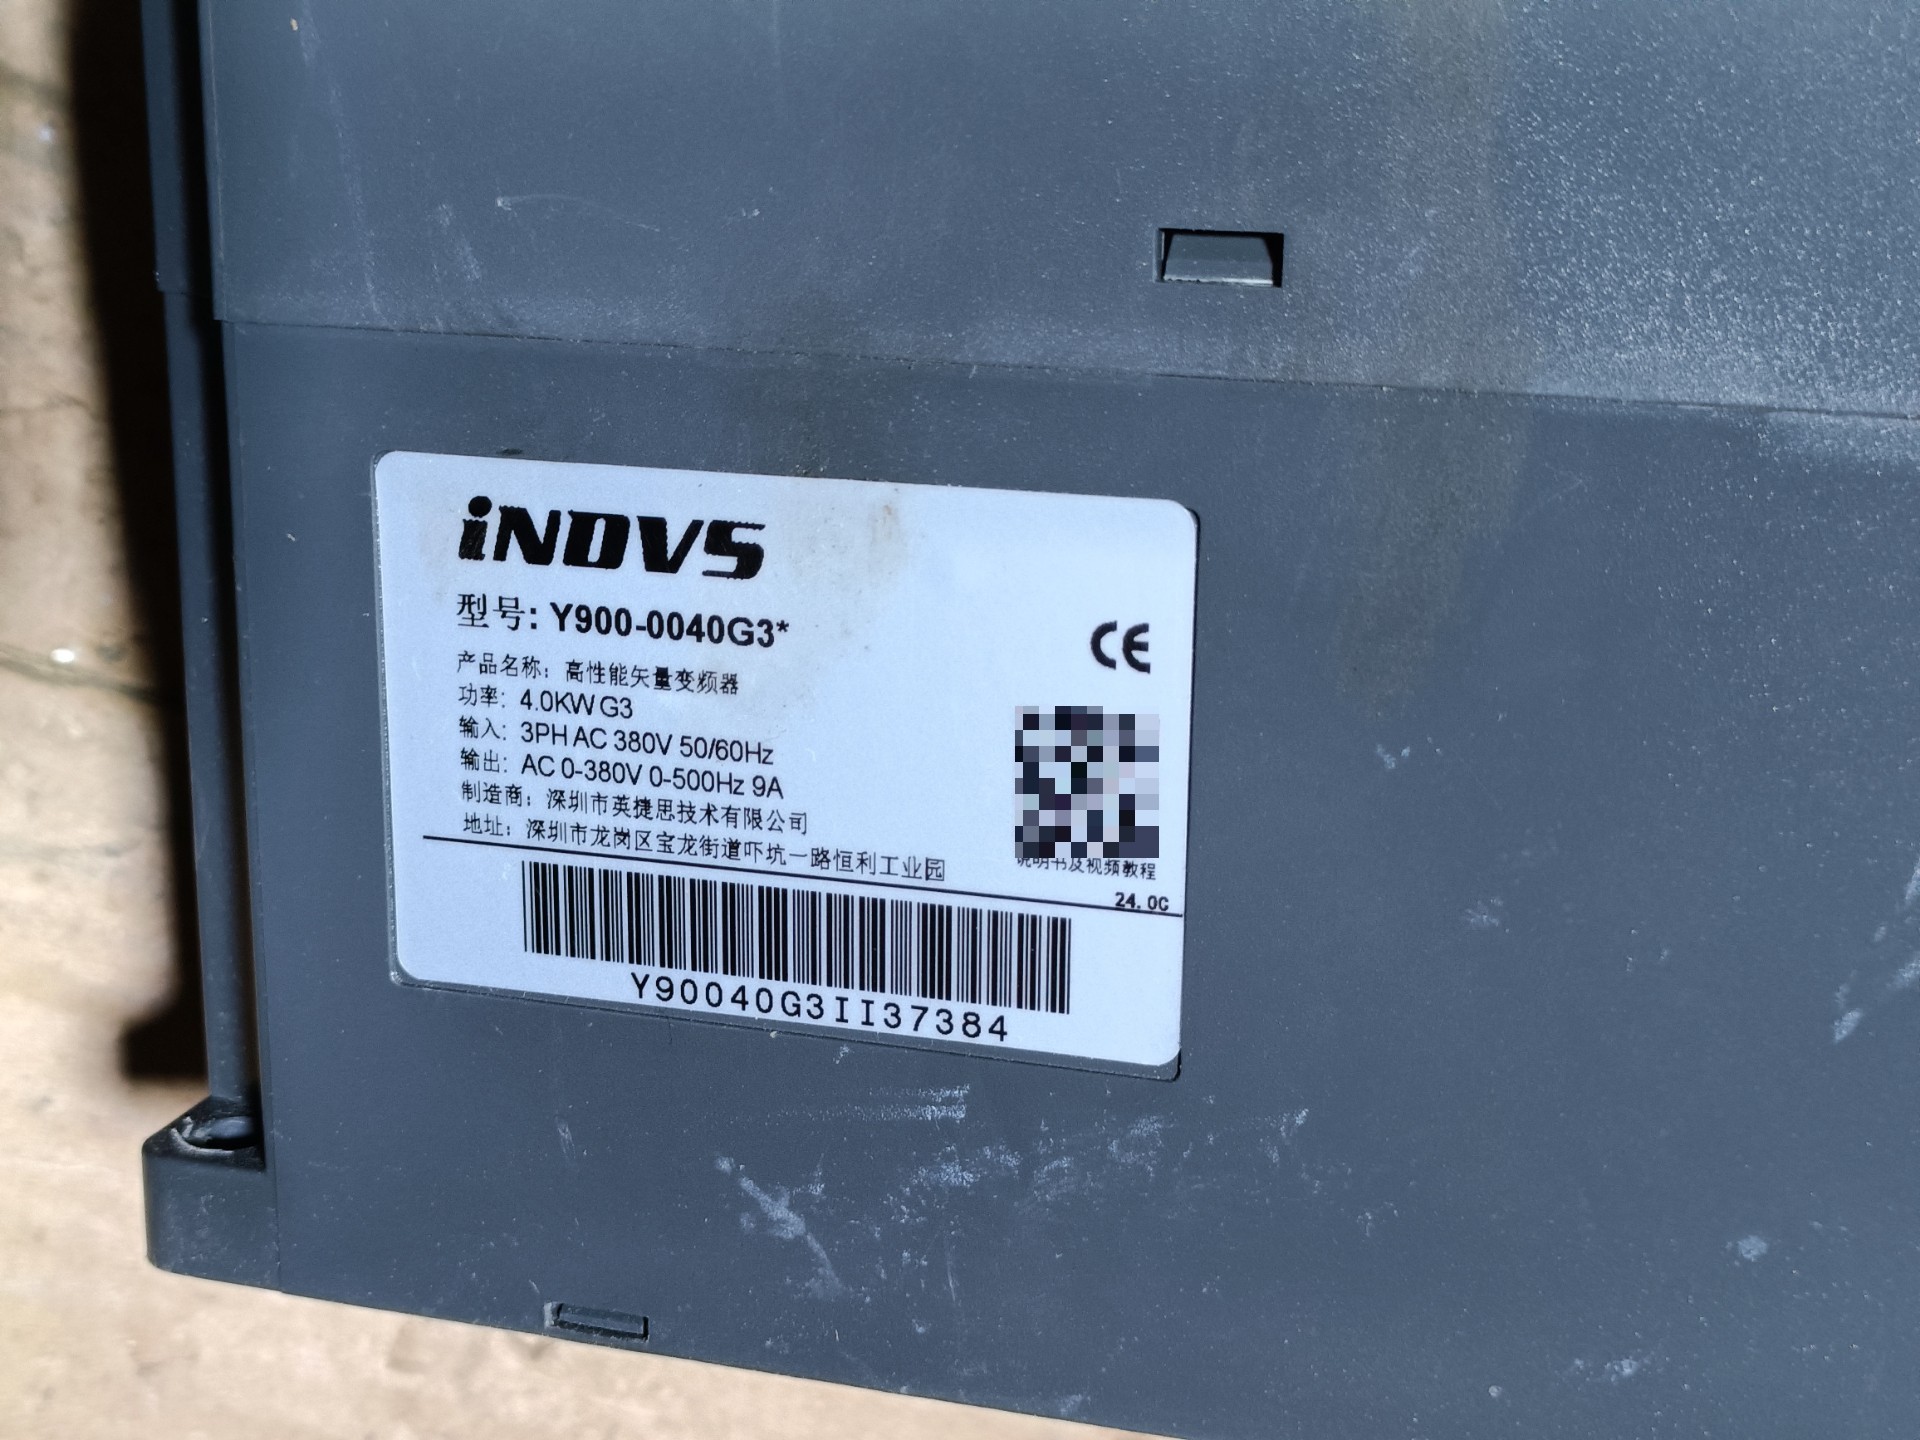 iNDVS
型号: Y900-0040G3*
CE
产品名称: 高性能矢量变频器
功率: 4.0KW G3
输入: 3PH AC 380V 50/60Hz
输出: AC 0-380V 0-500Hz 9A
制造商: 深圳市英捷思技术有限公司
地址: 深圳市龙岗区宝龙街道吓坑一路恒利工业园
说明书及视频教程
24.0C
Y90040G3II37384